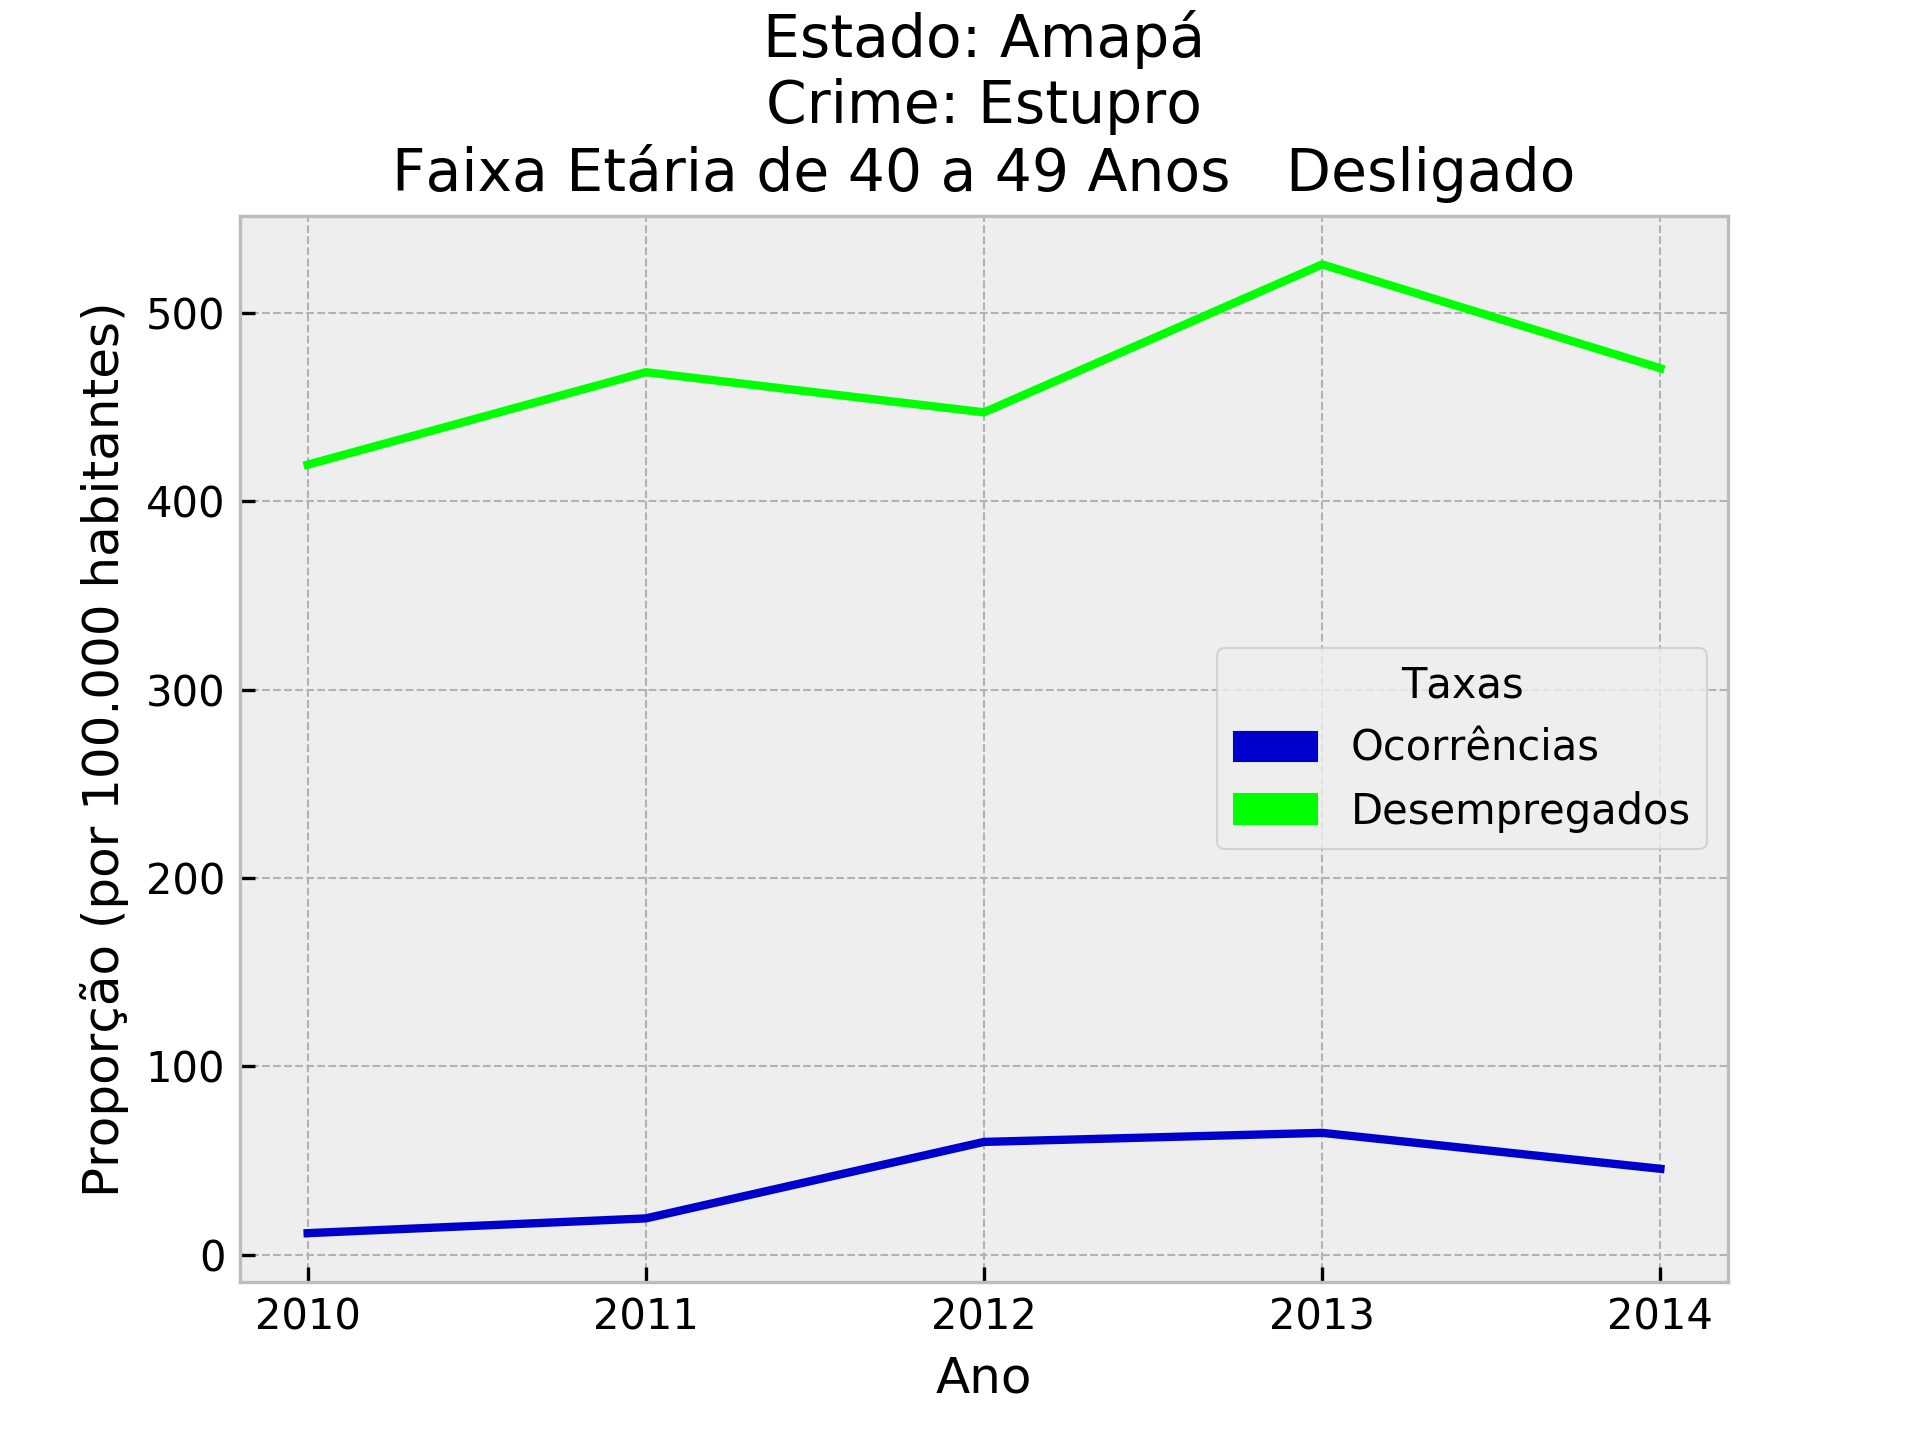 Estado: Amapá
Crime: Estupro
Faixa Etária de 40 a 49 Anos   Desligado
Proporção (por 100.000 habitantes)
500
400
300
200
100
0
Taxas
Ocorrências
Desempregados
2010 2011 2012 2013 2014
Ano